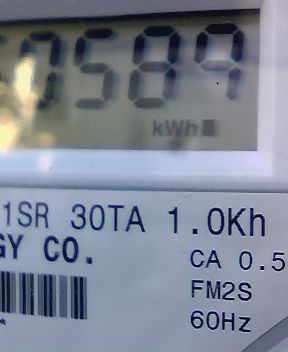 0589
kWh
1SR 30TA 1.0Kh
GY CO.
CA 0.5
FM2S
60Hz